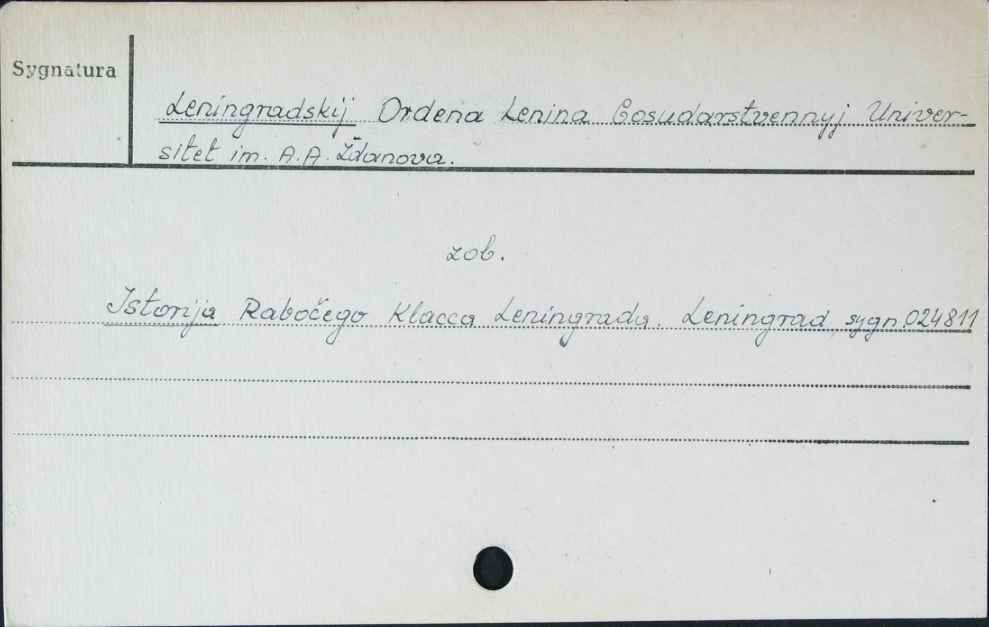 Sygnatura
Leningradskij Ordena Lenina Gosudarstvennyj Univer-
sitet im. A.A. Ždanova.
zob.
Istorija Rabočego Klacca Leningrada. Leningrad, sygn.024811